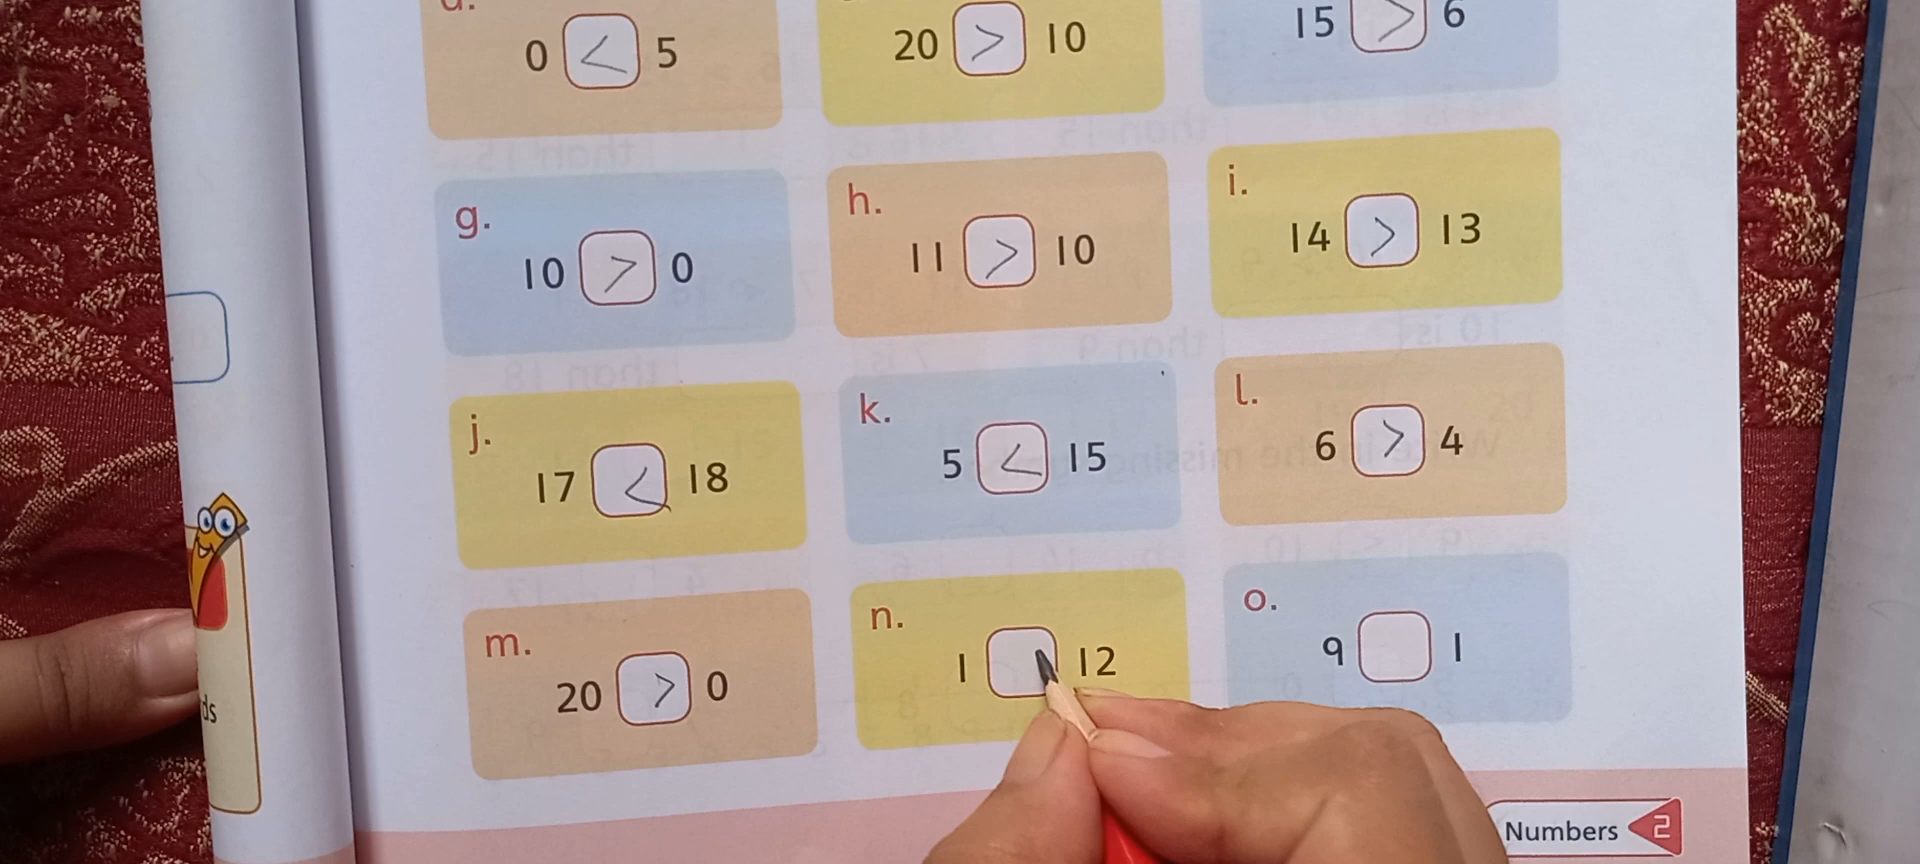 d.
0 < 5
20 > 10
15 > 6
g.
10 > 0
h.
11 > 10
i.
14 > 13
j.
17 < 18
k.
5 < 15
l.
6 > 4
m.
20 > 0
n.
1 12
o.
9 1
ds
Numbers 2